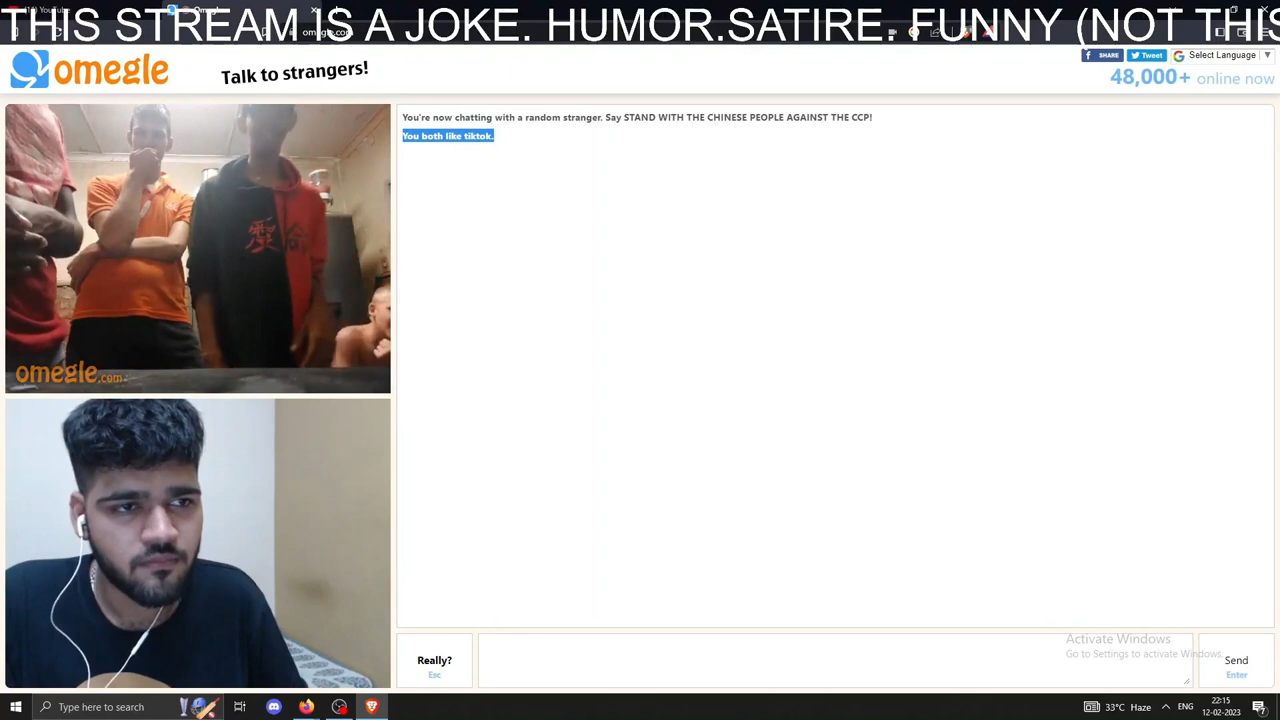 THIS STREAM IS A JOKE. HUMOR.SATIRE. FUNNY (NOT THIS
omegle
Talk to strangers!
SHARE
Tweet
Select Language
48,000+ online now
You're now chatting with a random stranger. Say STAND WITH THE CHINESE PEOPLE AGAINST THE CCP!
You both like tiktok.
愛
命
omegle.com
Really?
Esc
Activate Windows
Go to Settings to activate Windows.
Send
Enter
Type here to search
33°C Haze
ENG
22:15
12-02-2023